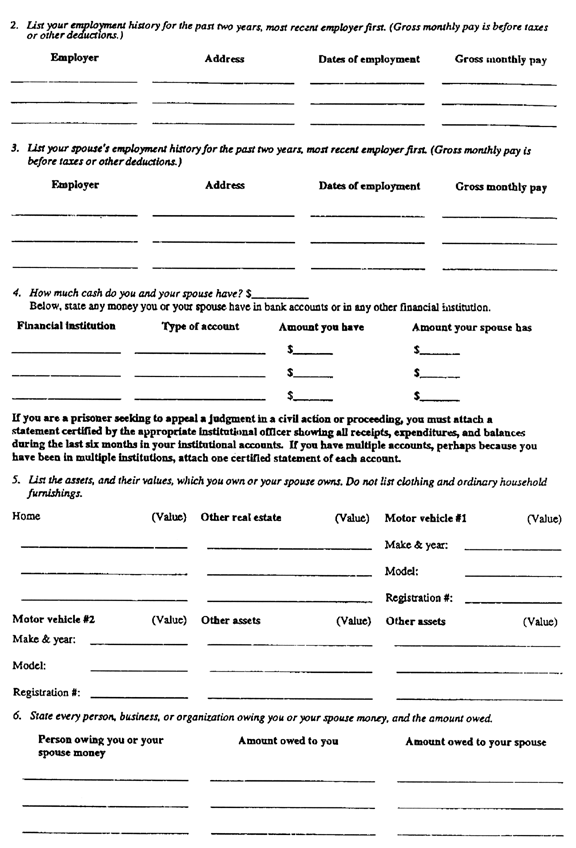 2. List your employment history for the past two years, most recent employer first. (Gross monthly pay is before taxes
or other deductions.)
Employer Address Dates of employment Gross monthly pay
3. List your spouse's employment history for the past two years, most recent employer first. (Gross monthly pay is
before taxes or other deductions.)
Employer Address Dates of employment Gross monthly pay
4. How much cash do you and your spouse have? $
Below, state any money you or your spouse have in bank accounts or in any other financial institution.
Financial institution Type of account Amount you have Amount your spouse has
$ $
$ $
$ $
If you are a prisoner seeking to appeal a judgment in a civil action or proceeding, you must attach a
statement certified by the appropriate institutional officer showing all receipts, expenditures, and balances
during the last six months in your institutional accounts. If you have multiple accounts, perhaps because you
have been in multiple institutions, attach one certified statement of each account.
5. List the assets, and their values, which you own or your spouse owns. Do not list clothing and ordinary household
furnishings.
Home (Value) Other real estate (Value) Motor vehicle #1 (Value)
Make & year:
Model:
Registration #:
Motor vehicle #2 (Value) Other assets (Value) Other assets (Value)
Make & year:
Model:
Registration #:
6. State every person, business, or organization owing you or your spouse money, and the amount owed.
Person owing you or your Amount owed to you Amount owed to your spouse
spouse money